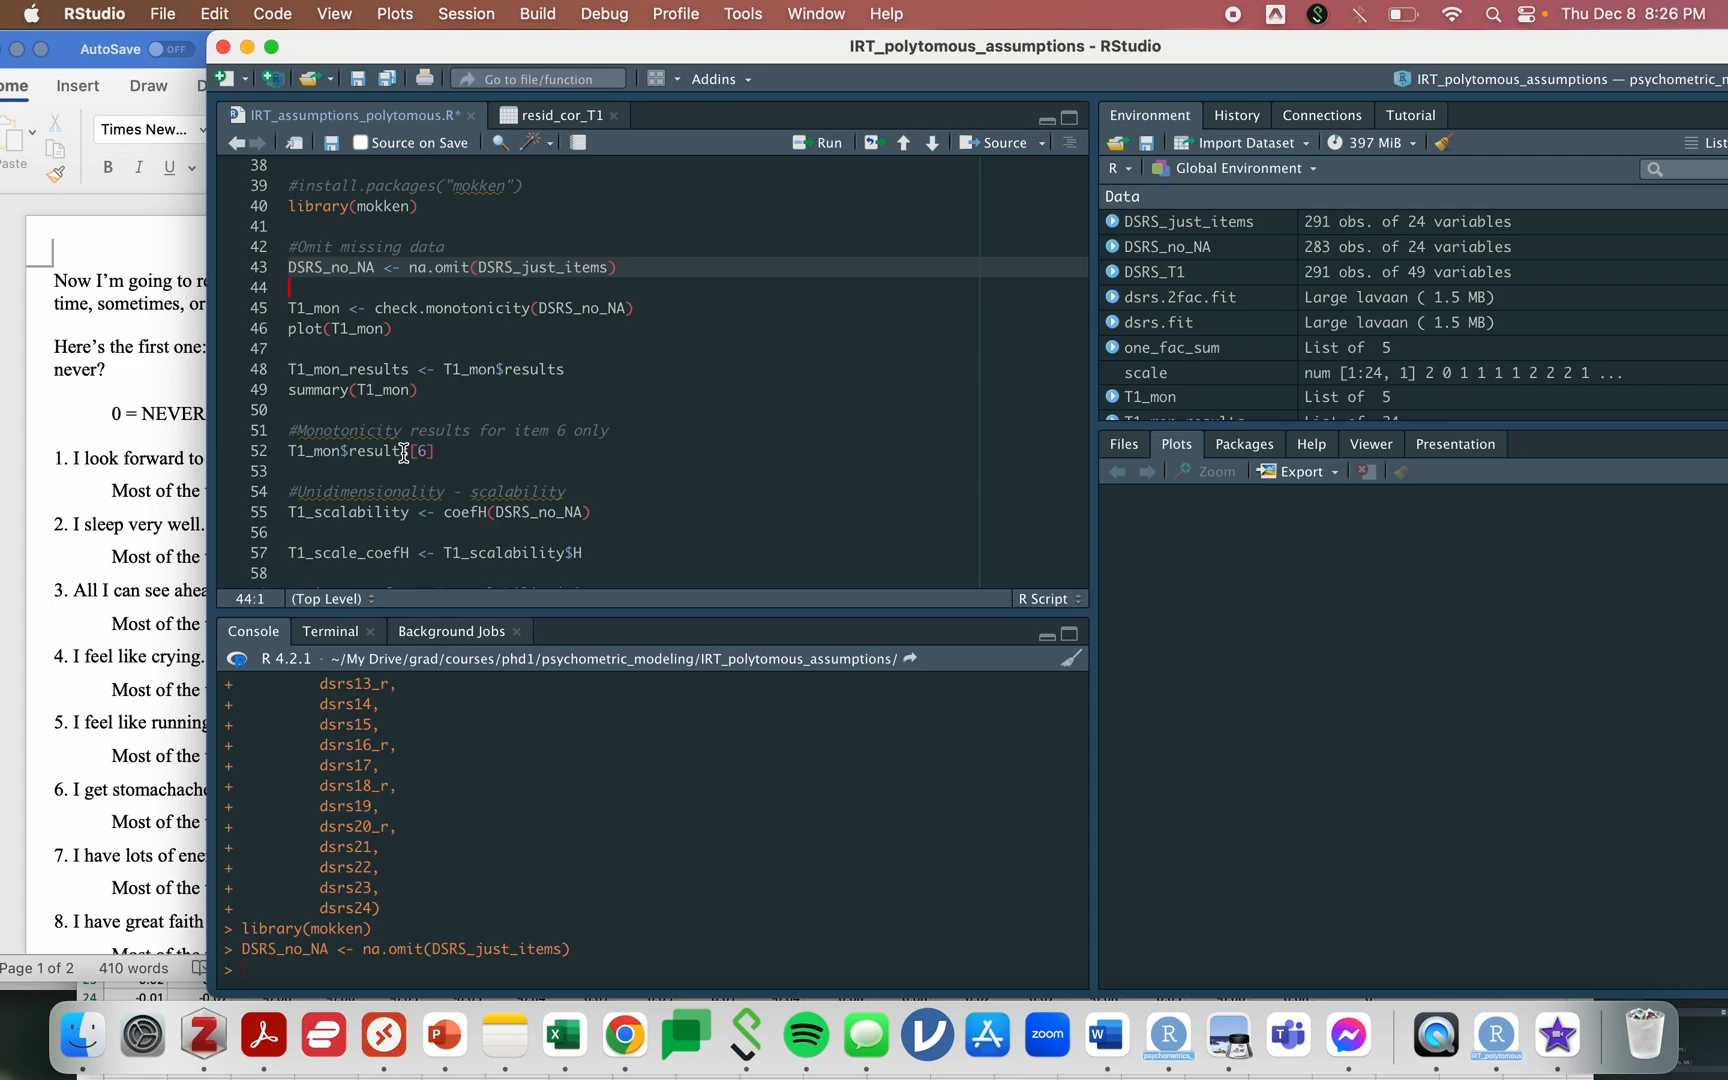 RStudio File Edit Code View Plots Session Build Debug Profile Tools Window Help Thu Dec 8 8:26 PM
AutoSave OFF
IRT_polytomous_assumptions - RStudio
ome Insert Draw D
Go to file/function Addins IRT_polytomous_assumptions — psychometric_
Times New...
aste
B I U
IRT_assumptions_polytomous.R* resid_cor_T1
Source on Save Run Source
38
39 #install.packages("mokken")
40 library(mokken)
41
42 #Omit missing data
43 DSRS_no_NA <- na.omit(DSRS_just_items)
44
45 T1_mon <- check.monotonicity(DSRS_no_NA)
46 plot(T1_mon)
47
48 T1_mon_results <- T1_mon$results
49 summary(T1_mon)
50
51 #Monotonicity results for item 6 only
52 T1_mon$results[6]
53
54 #Unidimensionality - scalability
55 T1_scalability <- coefH(DSRS_no_NA)
56
57 T1_scale_coefH <- T1_scalability$H
58
44:1 (Top Level) R Script
Console Terminal Background Jobs
R 4.2.1 · ~/My Drive/grad/courses/phd1/psychometric_modeling/IRT_polytomous_assumptions/
+ dsrs13_r,
+ dsrs14,
+ dsrs15,
+ dsrs16_r,
+ dsrs17,
+ dsrs18_r,
+ dsrs19,
+ dsrs20_r,
+ dsrs21,
+ dsrs22,
+ dsrs23,
+ dsrs24)
> library(mokken)
> DSRS_no_NA <- na.omit(DSRS_just_items)
>
Environment History Connections Tutorial
Import Dataset 397 MiB List
R Global Environment
Data
DSRS_just_items 291 obs. of 24 variables
DSRS_no_NA 283 obs. of 24 variables
DSRS_T1 291 obs. of 49 variables
dsrs.2fac.fit Large lavaan ( 1.5 MB)
dsrs.fit Large lavaan ( 1.5 MB)
one_fac_sum List of 5
scale num [1:24, 1] 2 0 1 1 1 1 2 2 2 1 ...
T1_mon List of 5
Files Plots Packages Help Viewer Presentation
Zoom Export
Now I'm going to re
time, sometimes, or
Here's the first one:
never?
0 = NEVER
1. I look forward to
Most of the
2. I sleep very well.
Most of the
3. All I can see ahea
Most of the
4. I feel like crying.
Most of the
5. I feel like running
Most of the
6. I get stomachache
Most of the
7. I have lots of ene
Most of the
8. I have great faith
Page 1 of 2 410 words
24 -0.01
zoom
psychometrics_
IRT_polytomous